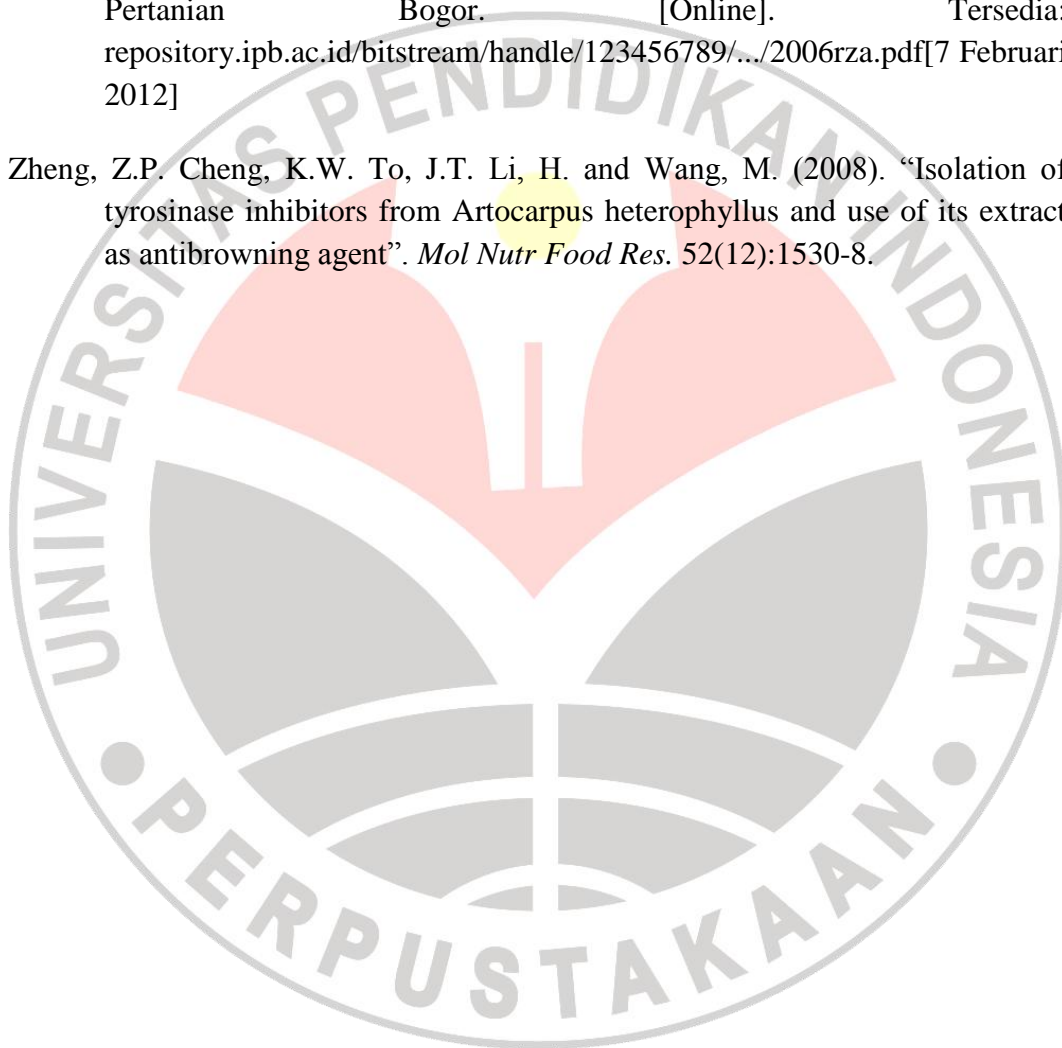 Pertanian Bogor. [Online]. Tersedia:
repository.ipb.ac.id/bitstream/handle/123456789/.../2006rza.pdf[7 Februari
2012]
Zheng, Z.P. Cheng, K.W. To, J.T. Li, H. and Wang, M. (2008). “Isolation of
tyrosinase inhibitors from Artocarpus heterophyllus and use of its extract
as antibrowning agent”. Mol Nutr Food Res. 52(12):1530-8.
UNIVERSITAS PENDIDIKAN INDONESIA
PERPUSTAKAAN